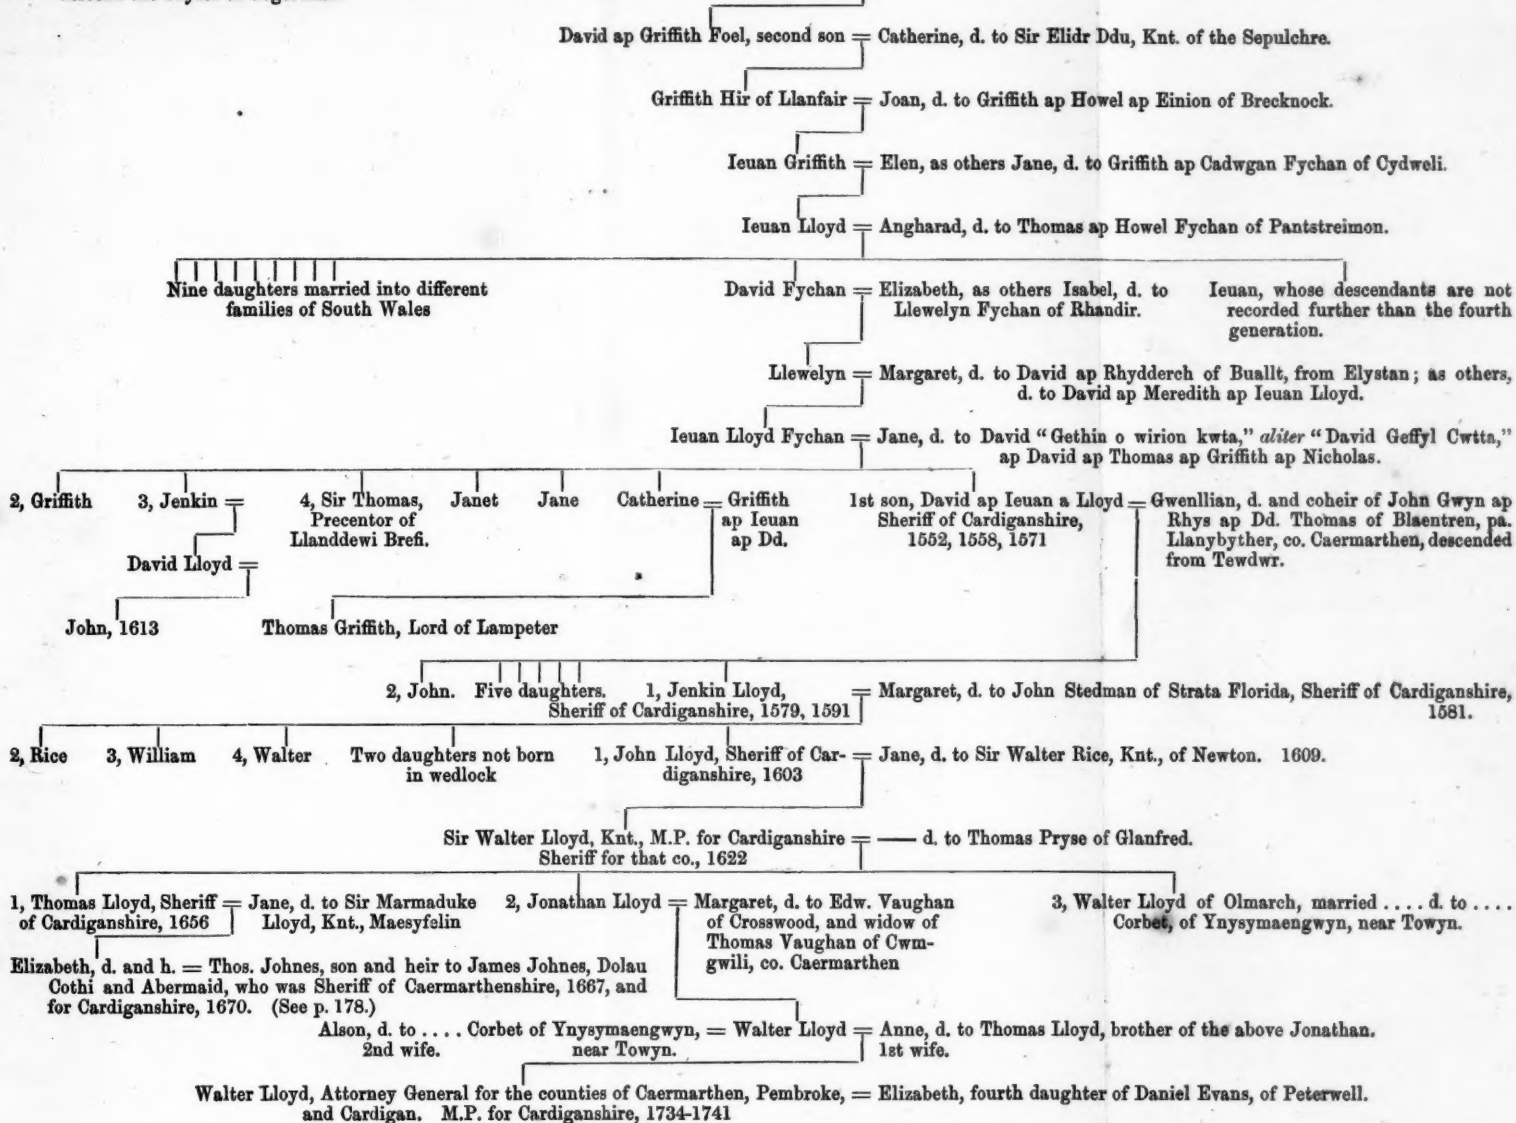 David ap Griffith Foel, second son = Catherine, d. to Sir Elidr Ddu, Knt. of the Sepulchre.
Griffith Hir of Llanfair = Joan, d. to Griffith ap Howel ap Einion of Brecknock.
Ieuan Griffith = Elen, as others Jane, d. to Griffith ap Cadwgan Fychan of Cydweli.
Ieuan Lloyd = Angharad, d. to Thomas ap Howel Fychan of Pantstreimon.
Nine daughters married into different
families of South Wales
David Fychan = Elizabeth, as others Isabel, d. to
Llewelyn Fychan of Rhandir.
Ieuan, whose descendants are not
recorded further than the fourth
generation.
Llewelyn = Margaret, d. to David ap Rhydderch of Buallt, from Elystan; as others,
d. to David ap Meredith ap Ieuan Lloyd.
Ieuan Lloyd Fychan = Jane, d. to David "Gethin o wirion kwta," aliter "David Geffyl Cwtta,"
ap David ap Thomas ap Griffith ap Nicholas.
2, Griffith
3, Jenkin =
4, Sir Thomas,
Precentor of
Llanddewi Brefi.
Janet
Jane
Catherine = Griffith
ap Ieuan
ap Dd.
1st son, David ap Ieuan a Lloyd =
Sheriff of Cardiganshire,
1552, 1558, 1571
Gwenllian, d. and coheir of John Gwyn ap
Rhys ap Dd. Thomas of Blaentren, pa.
Llanybyther, co. Caermarthen, descended
from Tewdwr.
David Lloyd =
John, 1613
Thomas Griffith, Lord of Lampeter
2, John.
Five daughters.
1, Jenkin Lloyd,
Sheriff of Cardiganshire, 1579, 1591
= Margaret, d. to John Stedman of Strata Florida, Sheriff of Cardiganshire,
1581.
2, Rice
3, William
4, Walter
Two daughters not born
in wedlock
1, John Lloyd, Sheriff of Car-
diganshire, 1603
= Jane, d. to Sir Walter Rice, Knt., of Newton. 1609.
Sir Walter Lloyd, Knt., M.P. for Cardiganshire = —— d. to Thomas Pryse of Glanfred.
Sheriff for that co., 1622
1, Thomas Lloyd, Sheriff =
of Cardiganshire, 1656
Jane, d. to Sir Marmaduke
Lloyd, Knt., Maesyfelin
2, Jonathan Lloyd =
Margaret, d. to Edw. Vaughan
of Crosswood, and widow of
Thomas Vaughan of Cwm-
gwili, co. Caermarthen
3, Walter Lloyd of Olmarch, married .... d. to ....
Corbet, of Ynysymaengwyn, near Towyn.
Elizabeth, d. and h. = Thos. Johnes, son and heir to James Johnes, Dolau
Cothi and Abermaid, who was Sheriff of Caermarthenshire, 1667, and
for Cardiganshire, 1670. (See p. 178.)
Alson, d. to .... Corbet of Ynysymaengwyn, = Walter Lloyd = Anne, d. to Thomas Lloyd, brother of the above Jonathan.
2nd wife. near Towyn. 1st wife.
Walter Lloyd, Attorney General for the counties of Caermarthen, Pembroke, = Elizabeth, fourth daughter of Daniel Evans, of Peterwell.
and Cardigan. M.P. for Cardiganshire, 1734-1741